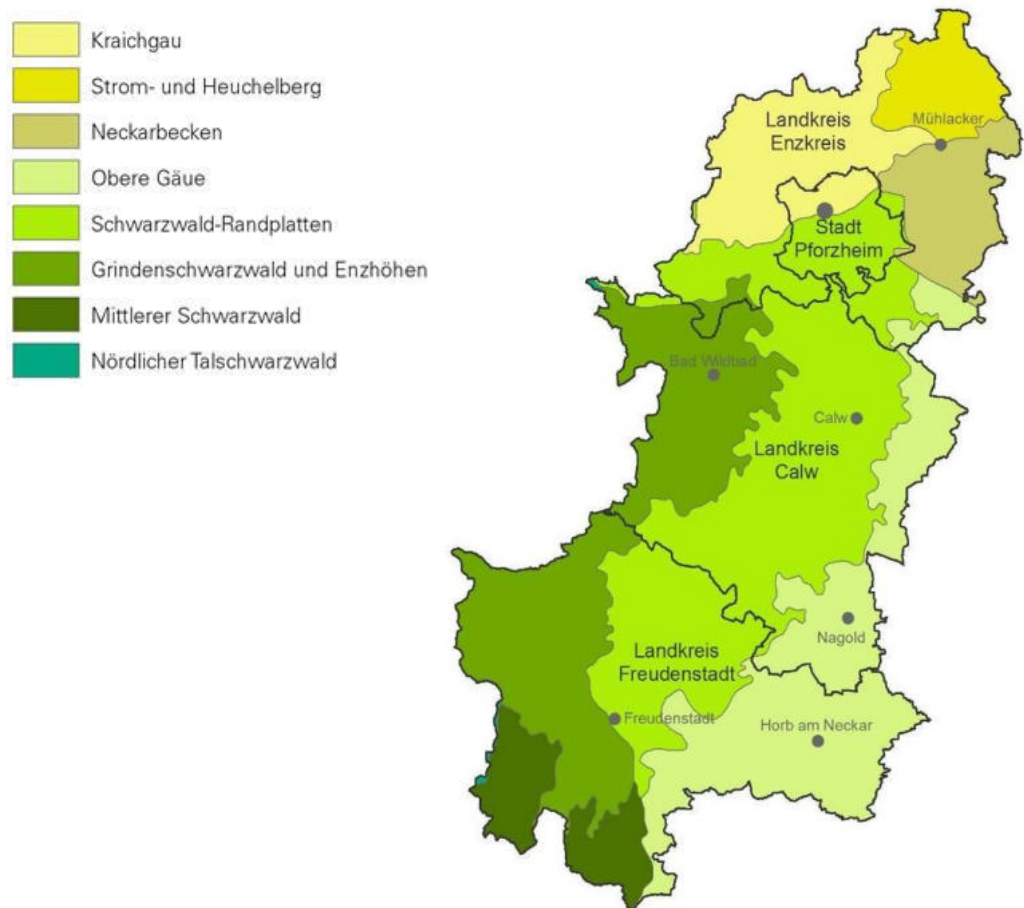 Kraichgau
Strom- und Heuchelberg
Neckarbecken
Obere Gäue
Schwarzwald-Randplatten
Grindenschwarzwald und Enzhöhen
Mittlerer Schwarzwald
Nördlicher Talschwarzwald
Landkreis
Enzkreis
Mühlacker
Stadt
Pforzheim
Bad Wildbad
Calw
Landkreis
Calw
Nagold
Landkreis
Freudenstadt
Freudenstadt
Horb am Neckar